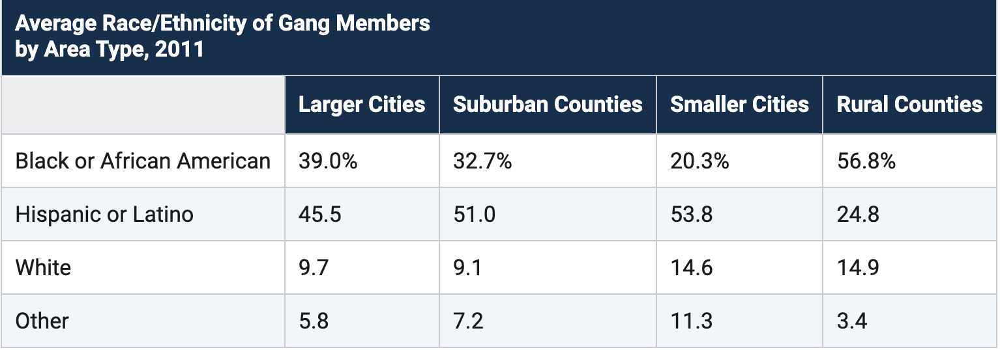 Average Race/Ethnicity of Gang Members
by Area Type, 2011
Larger Cities Suburban Counties Smaller Cities Rural Counties
Black or African American 39.0% 32.7% 20.3% 56.8%
Hispanic or Latino 45.5 51.0 53.8 24.8
White 9.7 9.1 14.6 14.9
Other 5.8 7.2 11.3 3.4